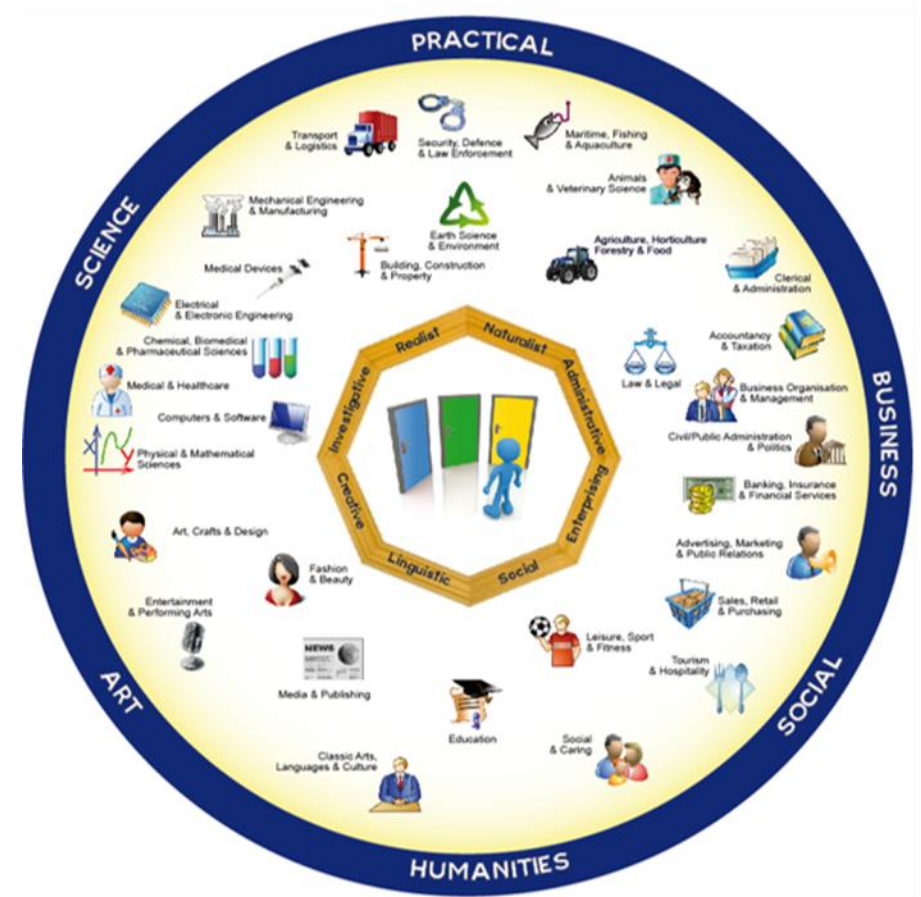 PRACTICAL
Transport
& Logistics
Security, Defence
& Law Enforcement
Maritime, Fishing
& Aquaculture
Animals
& Veterinary Science
Mechanical Engineering
& Manufacturing
Earth Science
& Environment
Agriculture, Horticulture
Forestry & Food
SCIENCE
Medical Devices
Building, Construction
& Property
Clerical
& Administration
Electrical
& Electronic Engineering
Chemical, Biomedical
& Pharmaceutical Sciences
Accountancy
& Taxation
Law & Legal
Medical & Healthcare
Business Organisation
& Management
BUSINESS
Computers & Software
Civil/Public Administration
& Politics
Physical & Mathematical
Sciences
Banking, Insurance
& Financial Services
Realist
Naturalist
Administrative
Enterprising
Social
Linguistic
Creative
Investigative
Art, Crafts & Design
Advertising, Marketing
& Public Relations
Fashion
& Beauty
Sales, Retail
& Purchasing
Entertainment
& Performing Arts
Leisure, Sport
& Fitness
Tourism
& Hospitality
NEWS
Media & Publishing
ART
SOCIAL
Education
Social
& Caring
Classic Arts,
Languages & Culture
HUMANITIES
X
Y